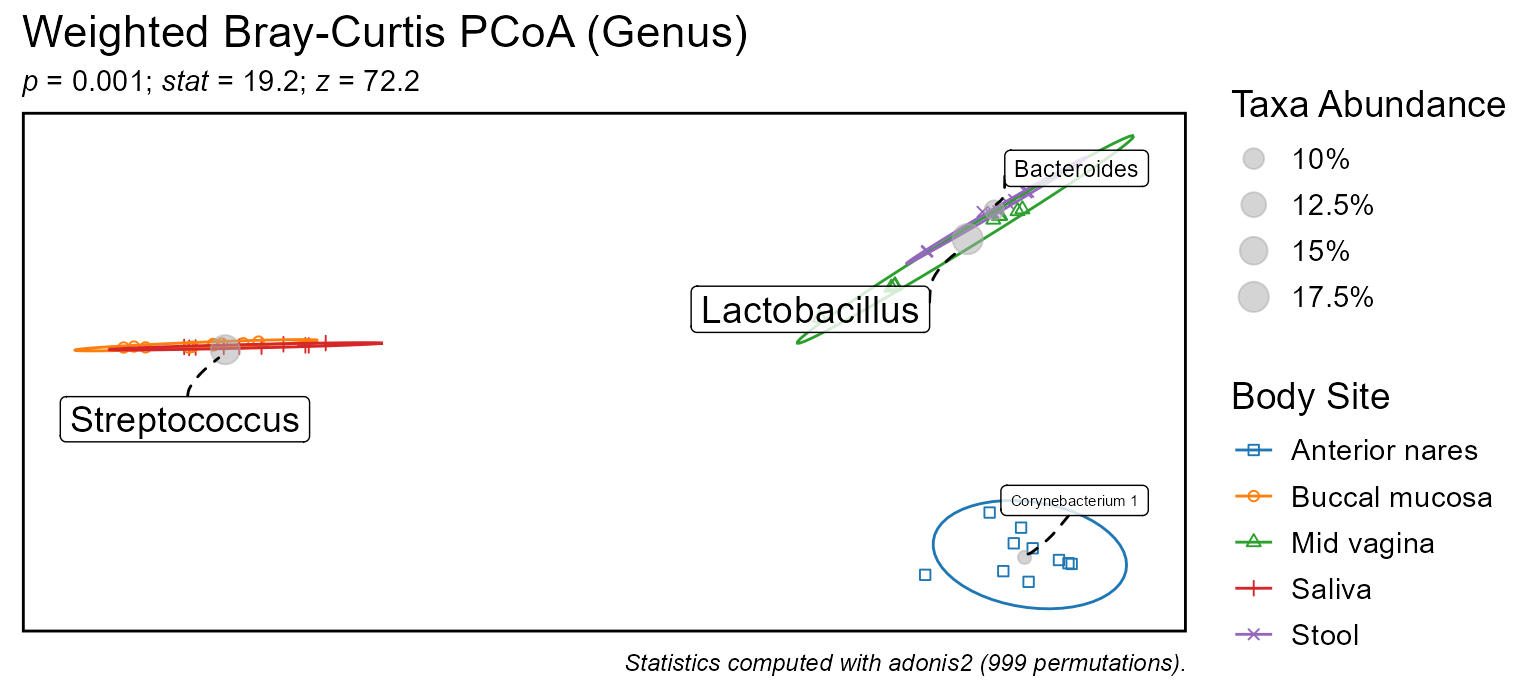 Weighted Bray-Curtis PCoA (Genus)
p = 0.001; stat = 19.2; z = 72.2
Bacteroides
Lactobacillus
Streptococcus
Corynebacterium 1
Statistics computed with adonis2 (999 permutations).
Taxa Abundance
10%
12.5%
15%
17.5%
Body Site
Anterior nares
Buccal mucosa
Mid vagina
Saliva
Stool